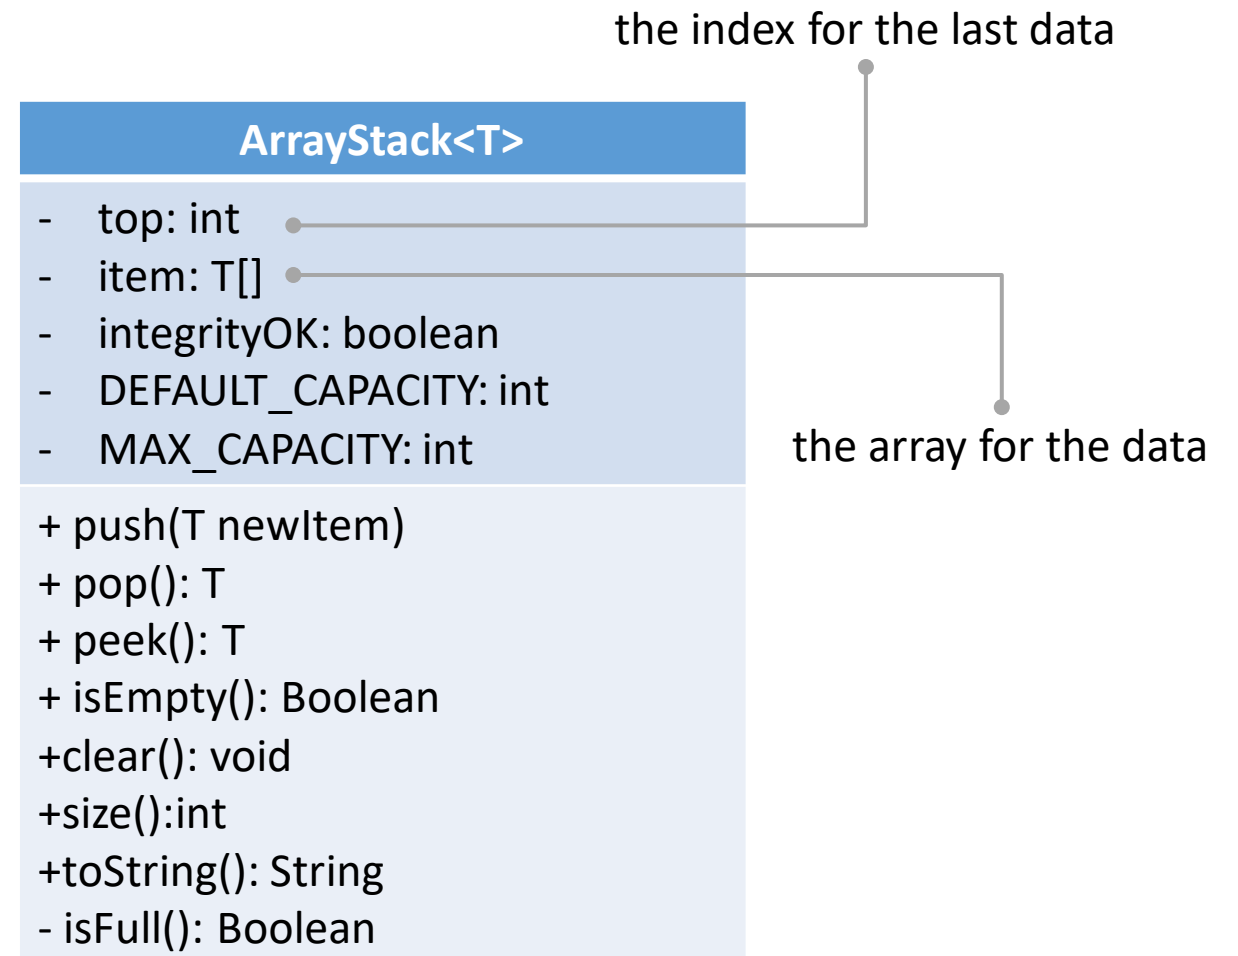 the index for the last data
ArrayStack<T>
- top: int
- item: T[]
- integrityOK: boolean
- DEFAULT_CAPACITY: int
- MAX_CAPACITY: int
the array for the data
+ push(T newItem)
+ pop(): T
+ peek(): T
+ isEmpty(): Boolean
+clear(): void
+size():int
+toString(): String
- isFull(): Boolean